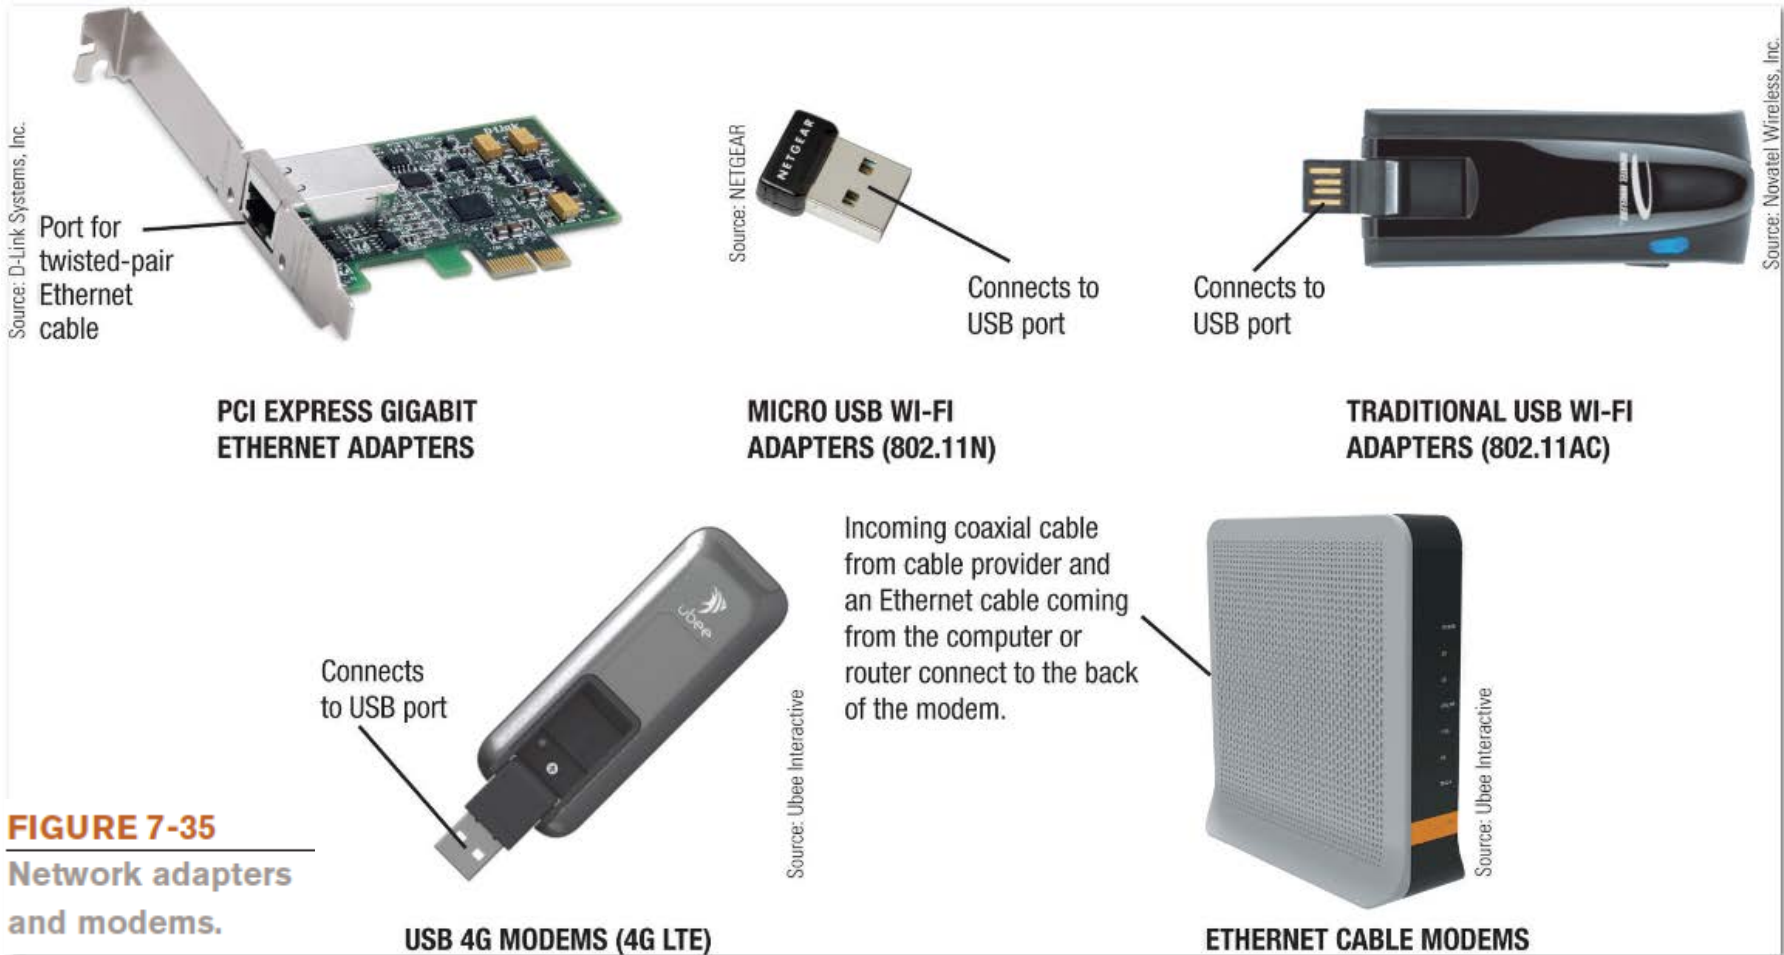 Source: D-Link Systems, Inc.
Port for
twisted-pair
Ethernet
cable
D-Link
PCI EXPRESS GIGABIT
ETHERNET ADAPTERS
Source: NETGEAR
NETGEAR
Connects to
USB port
MICRO USB WI-FI
ADAPTERS (802.11N)
Connects to
USB port
Source: Novatel Wireless, Inc.
TRADITIONAL USB WI-FI
ADAPTERS (802.11AC)
Connects
to USB port
ubee
Source: Ubee Interactive
USB 4G MODEMS (4G LTE)
Incoming coaxial cable
from cable provider and
an Ethernet cable coming
from the computer or
router connect to the back
of the modem.
Source: Ubee Interactive
ETHERNET CABLE MODEMS
FIGURE 7-35
Network adapters
and modems.